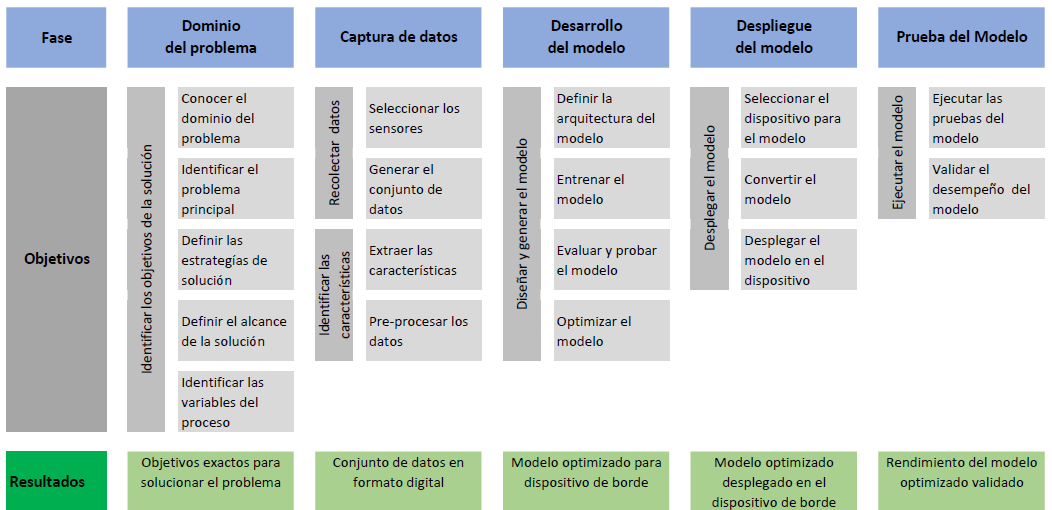 Fase
Dominio
del problema
Captura de datos
Desarrollo
del modelo
Despliegue
del modelo
Prueba del Modelo
Objetivos
Identificar los objetivos de la solución
Conocer el
dominio del
problema
Identificar el
problema
principal
Definir las
estrategías de
solución
Definir el alcance
de la solución
Identificar las
variables del
proceso
Recolectar datos
Seleccionar los
sensores
Generar el
conjunto de
datos
Identificar las
características
Extraer las
características
Pre-procesar los
datos
Diseñar y generar el modelo
Definir la
arquitectura del
modelo
Entrenar el
modelo
Evaluar y probar
el modelo
Optimizar el
modelo
Desplegar el modelo
Seleccionar el
dispositivo para
el modelo
Convertir el
modelo
Desplegar el
modelo en el
dispositivo
Ejecutar el modelo
Ejecutar las
pruebas del
modelo
Validar el
desempeño del
modelo
Resultados
Objetivos exactos para
solucionar el problema
Conjunto de datos en
formato digital
Modelo optimizado para
dispositivo de borde
Modelo optimizado
desplegado en el
dispositivo de borde
Rendimiento del modelo
optimizado validado